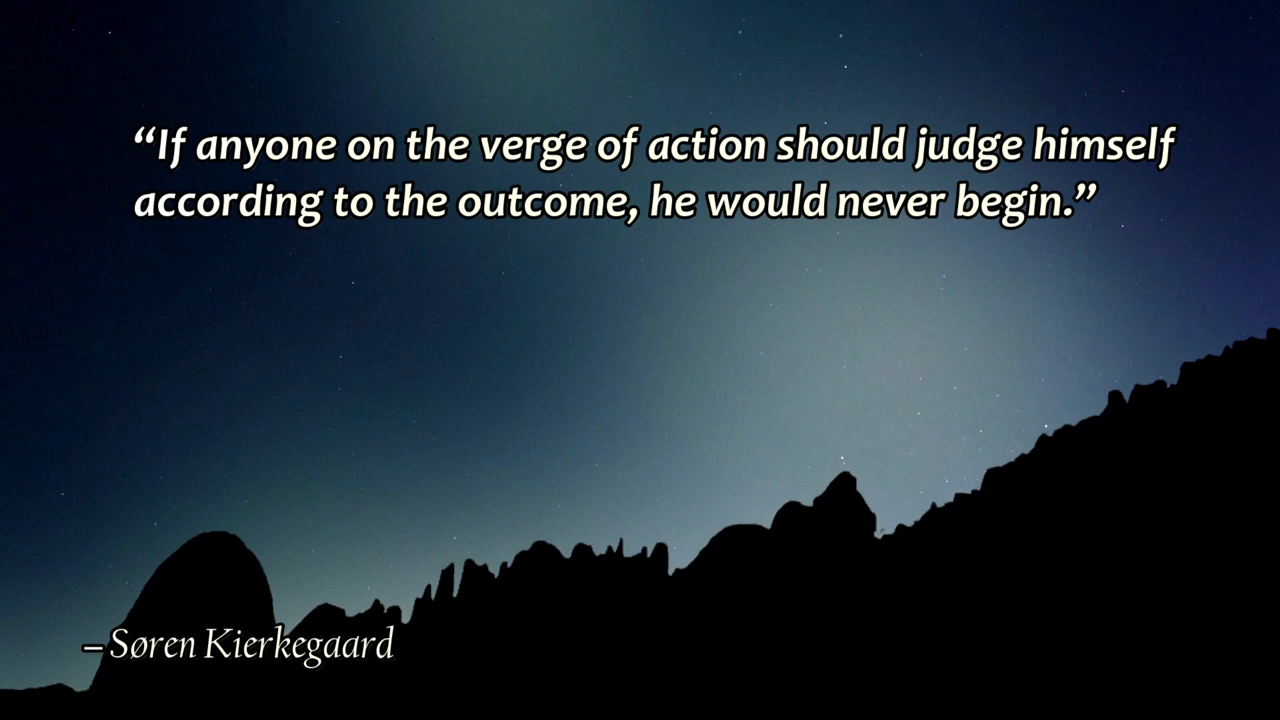 “If anyone on the verge of action should judge himself
according to the outcome, he would never begin.”
– Søren Kierkegaard